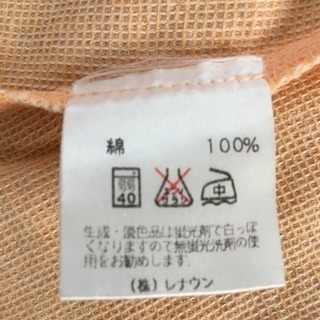 綿 100%
弱 40 エンソサラシ 中
生成・淡色品は蛍光剤で白っぽ
くなりますので無蛍光洗剤の使
用をお勧めします。
(株)レナウン